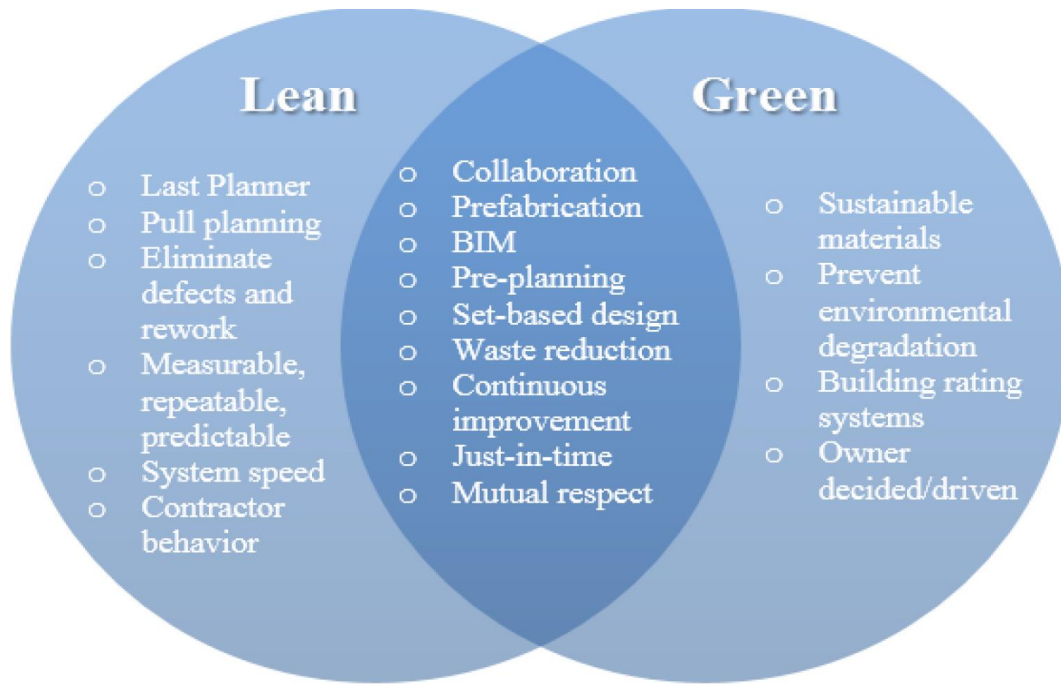 Lean
o Last Planner
o Pull planning
o Eliminate
defects and
rework
o Measurable,
repeatable,
predictable
o System speed
o Contractor
behavior
o Collaboration
o Prefabrication
o BIM
o Pre-planning
o Set-based design
o Waste reduction
o Continuous
improvement
o Just-in-time
o Mutual respect
Green
o Sustainable
materials
o Prevent
environmental
degradation
o Building rating
systems
o Owner
decided/driven